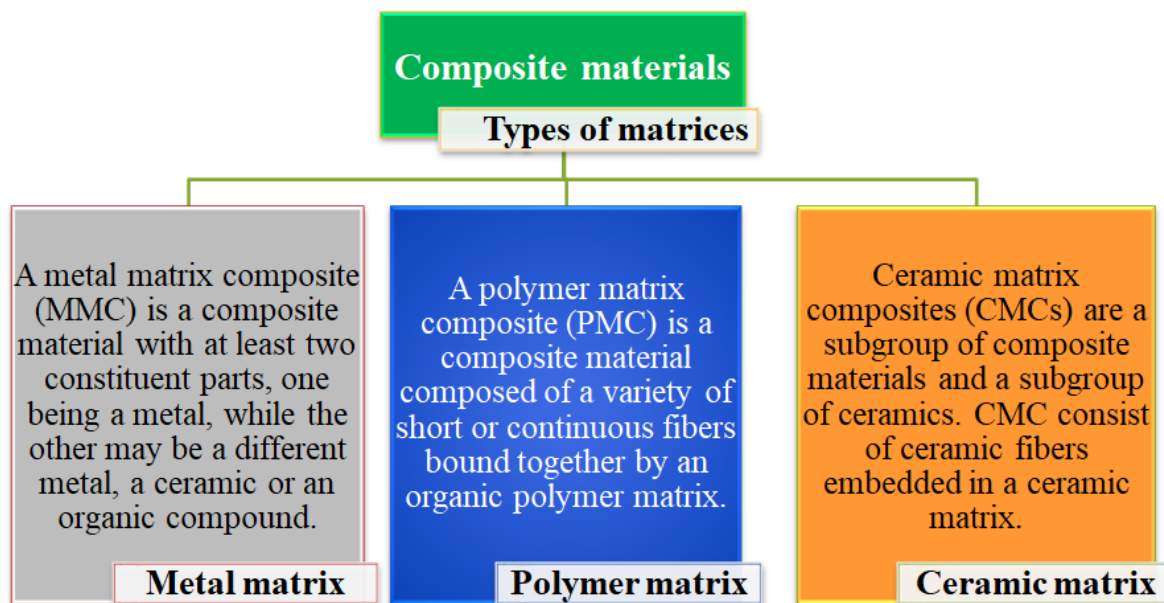 Composite materials
Types of matrices
A metal matrix composite
(MMC) is a composite
material with at least two
constituent parts, one
being a metal, while the
other may be a different
metal, a ceramic or an
organic compound.
Metal matrix
A polymer matrix
composite (PMC) is a
composite material
composed of a variety of
short or continuous fibers
bound together by an
organic polymer matrix.
Polymer matrix
Ceramic matrix
composites (CMCs) are a
subgroup of composite
materials and a subgroup
of ceramics. CMC consist
of ceramic fibers
embedded in a ceramic
matrix.
Ceramic matrix